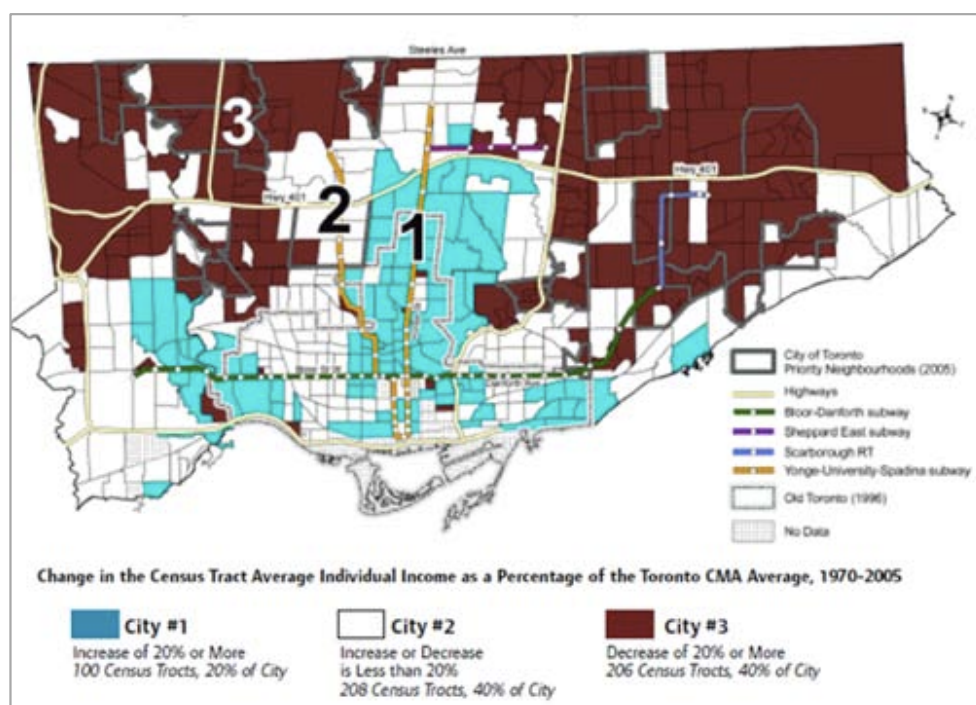 Steeles Ave
3
Hwy 401
2
Hwy 401
1
Danforth Ave
City of Toronto
Priority Neighbourhoods (2005)
Highways
Bloor-Danforth subway
Sheppard East subway
Scarborough RT
Yonge-University-Spadina subway
Old Toronto (1996)
No Data
Change in the Census Tract Average Individual Income as a Percentage of the Toronto CMA Average, 1970-2005
City #1
Increase of 20% or More
100 Census Tracts, 20% of City
City #2
Increase or Decrease
is Less than 20%
208 Census Tracts, 40% of City
City #3
Decrease of 20% or More
206 Census Tracts, 40% of City